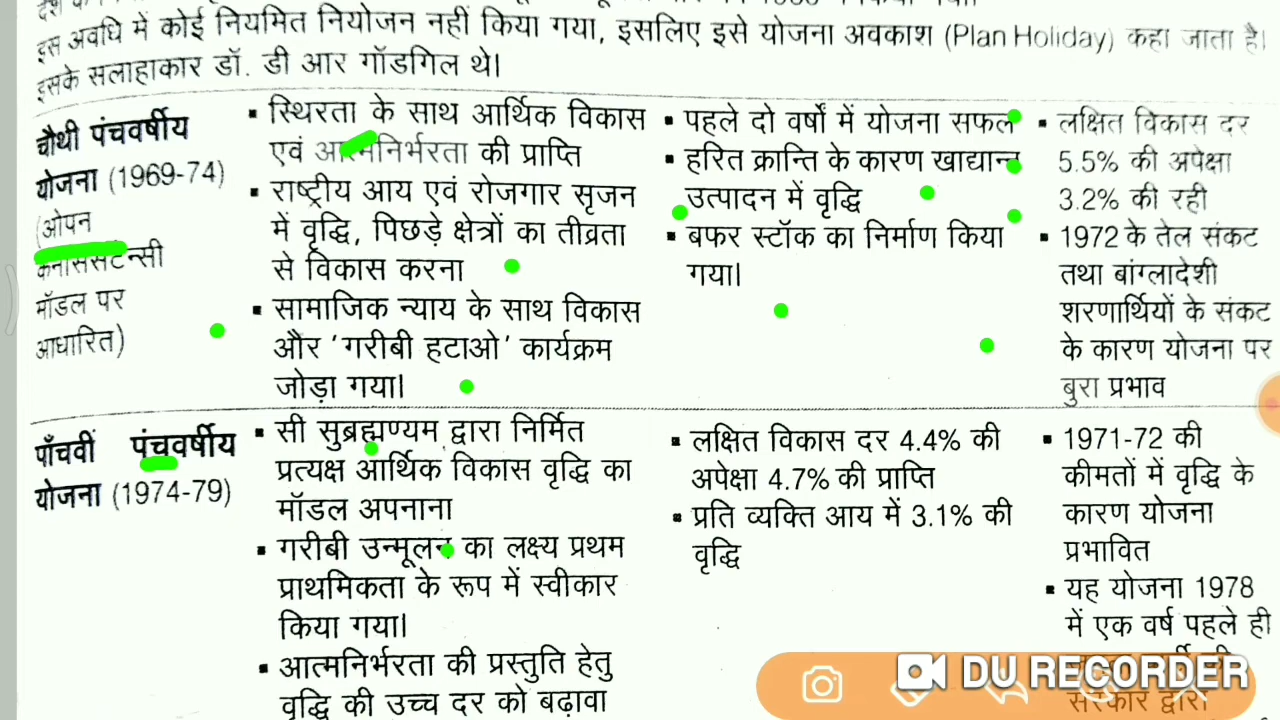 इस अवधि में कोई नियमित नियोजन नहीं किया गया, इसलिए इसे योजना अवकाश (Plan Holiday) कहा जाता है।
इसके सलाहाकार डॉ. डी आर गॉडगिल थे।
चौथी पंचवर्षीय
योजना (1969-74)
(ओपन
मॉडल पर
आधारित)
▪ स्थिरता के साथ आर्थिक विकास
एवं आत्मनिर्भरता की प्राप्ति
▪ राष्ट्रीय आय एवं रोजगार सृजन
में वृद्धि, पिछड़े क्षेत्रों का तीव्रता
से विकास करना
▪ सामाजिक न्याय के साथ विकास
और ‘गरीबी हटाओ’ कार्यक्रम
जोड़ा गया।
▪ पहले दो वर्षों में योजना सफल
▪ हरित क्रान्ति के कारण खाद्यान्न
उत्पादन में वृद्धि
▪ बफर स्टॉक का निर्माण किया
गया।
▪ लक्षित विकास दर
5.5% की अपेक्षा
3.2% की रही
▪ 1972 के तेल संकट
तथा बांग्लादेशी
शरणार्थियों के संकट
के कारण योजना पर
बुरा प्रभाव
पाँचवीं पंचवर्षीय
योजना (1974-79)
▪ सी सुब्रह्मण्यम द्वारा निर्मित
प्रत्यक्ष आर्थिक विकास वृद्धि का
मॉडल अपनाना
▪ गरीबी उन्मूलन का लक्ष्य प्रथम
प्राथमिकता के रूप में स्वीकार
किया गया।
▪ आत्मनिर्भरता की प्रस्तुति हेतु
वृद्धि की उच्च दर को बढ़ावा
▪ लक्षित विकास दर 4.4% की
अपेक्षा 4.7% की प्राप्ति
▪ प्रति व्यक्ति आय में 3.1% की
वृद्धि
▪ 1971-72 की
कीमतों में वृद्धि के
कारण योजना
प्रभावित
▪ यह योजना 1978
में एक वर्ष पहले ही
सरकार द्वारा
DU RECORDER